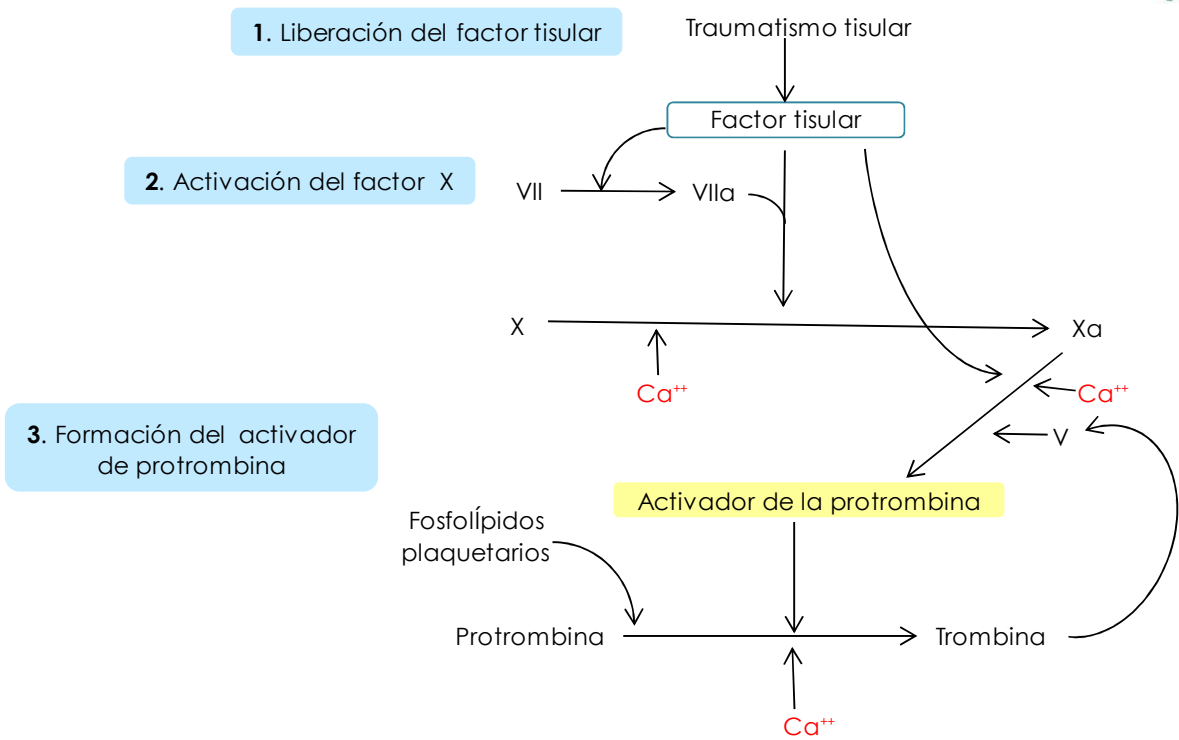 1. Liberación del factor tisular
Traumatismo tisular
Factor tisular
2. Activación del factor X
VII
VIIa
X
Xa
Ca++
Ca++
V
3. Formación del activador
de protrombina
Activador de la protrombina
FosfolÍpidos
plaquetarios
Protrombina
Trombina
Ca++